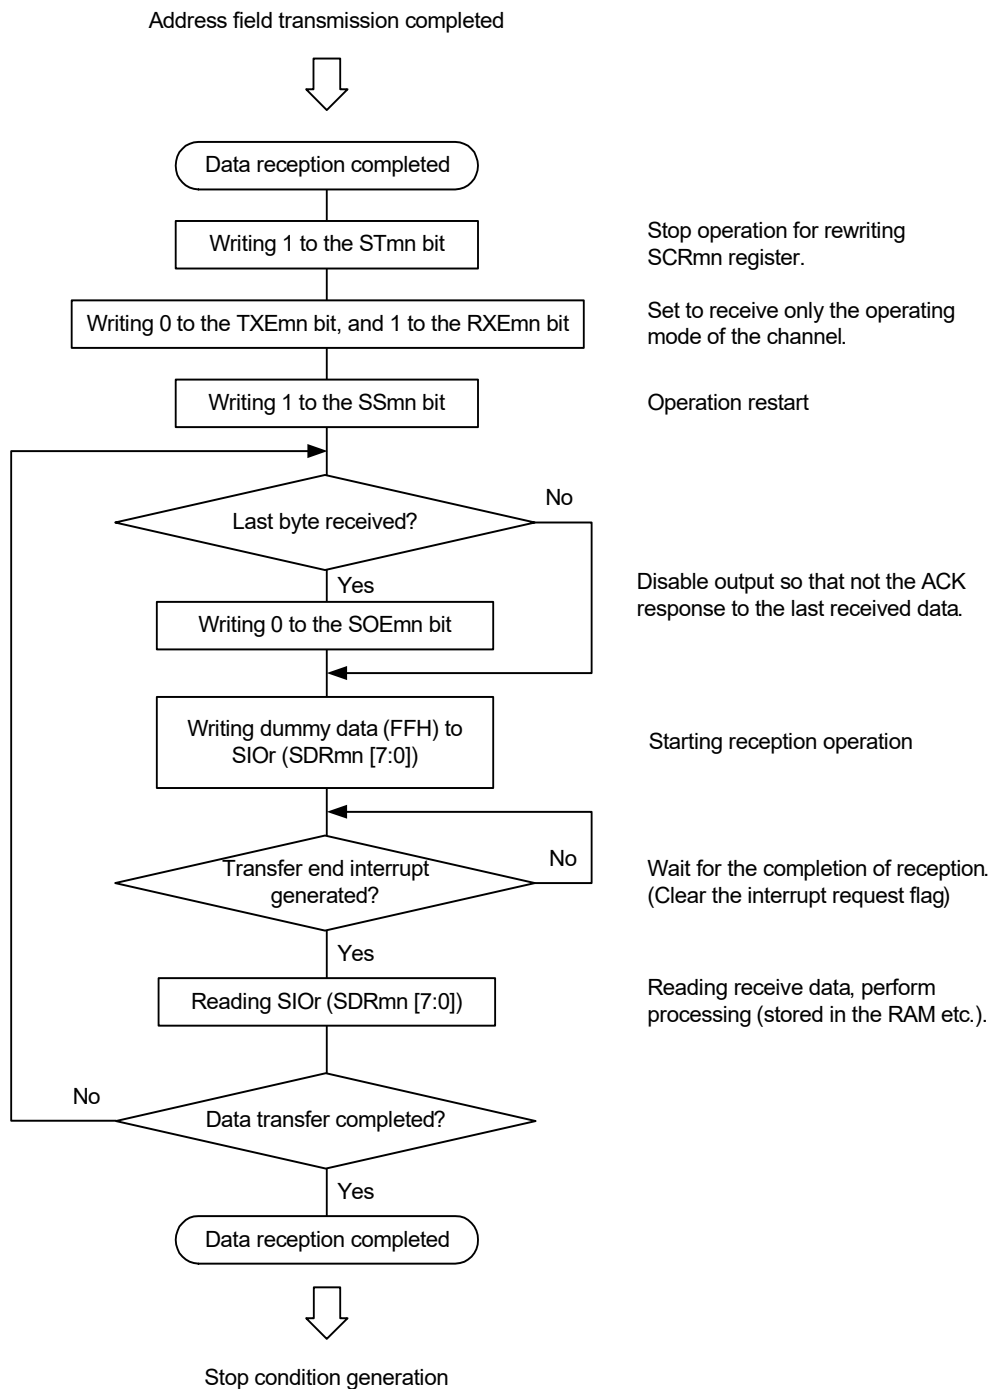 Address field transmission completed
Data reception completed
Writing 1 to the STmn bit
Stop operation for rewriting
SCRmn register.
Writing 0 to the TXEmn bit, and 1 to the RXEmn bit
Set to receive only the operating
mode of the channel.
Writing 1 to the SSmn bit
Operation restart
Last byte received?
No
Yes
Writing 0 to the SOEmn bit
Disable output so that not the ACK
response to the last received data.
Writing dummy data (FFH) to
SIOr (SDRmn [7:0])
Starting reception operation
Transfer end interrupt
generated?
No
Wait for the completion of reception.
(Clear the interrupt request flag)
Yes
Reading SIOr (SDRmn [7:0])
Reading receive data, perform
processing (stored in the RAM etc.).
No
Data transfer completed?
Yes
Data reception completed
Stop condition generation